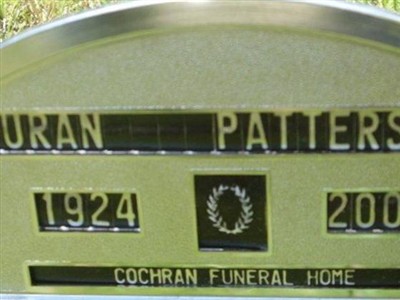 URAN PATTERS
1924 200
COCHRAN FUNERAL HOME